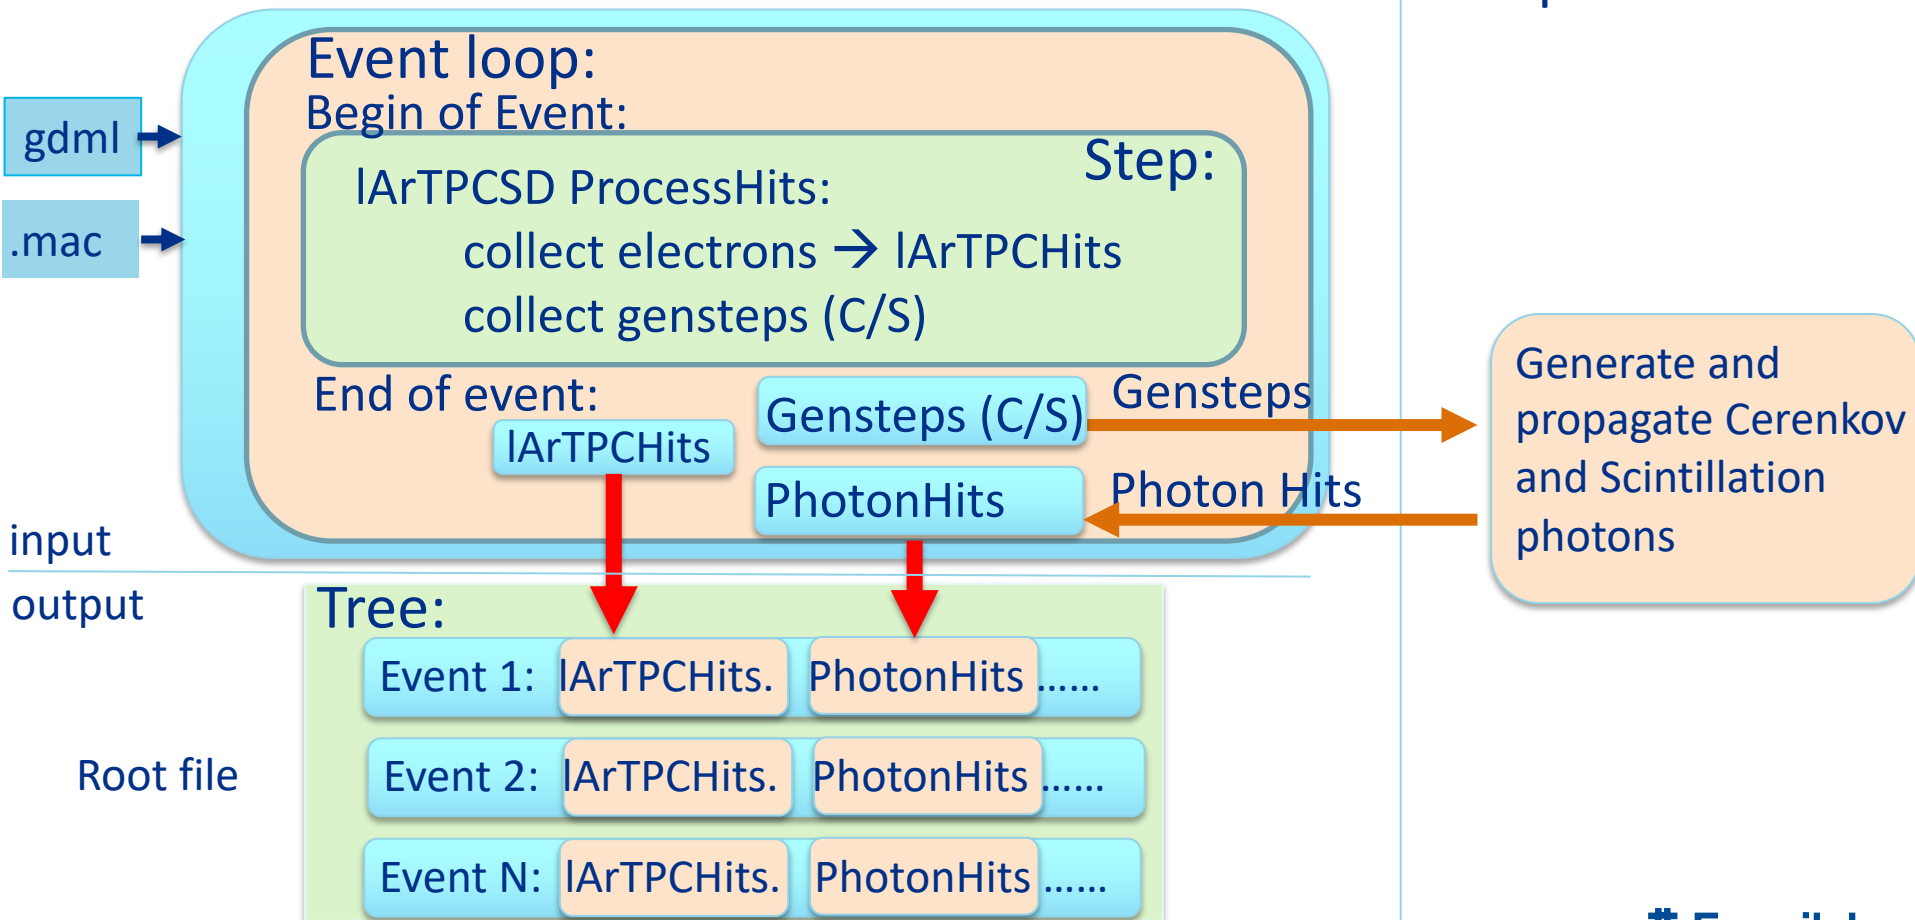 Event loop:
Begin of Event:
gdml
Step:
lArTPCSD ProcessHits:
.mac
collect electrons → lArTPCHits
collect gensteps (C/S)
End of event:
Gensteps (C/S)
Gensteps
lArTPCHits
PhotonHits
Photon Hits
Generate and
propagate Cerenkov
and Scintillation
photons
input
output
Tree:
Event 1: lArTPCHits. PhotonHits ......
Root file
Event 2: lArTPCHits. PhotonHits ......
Event N: lArTPCHits. PhotonHits ......